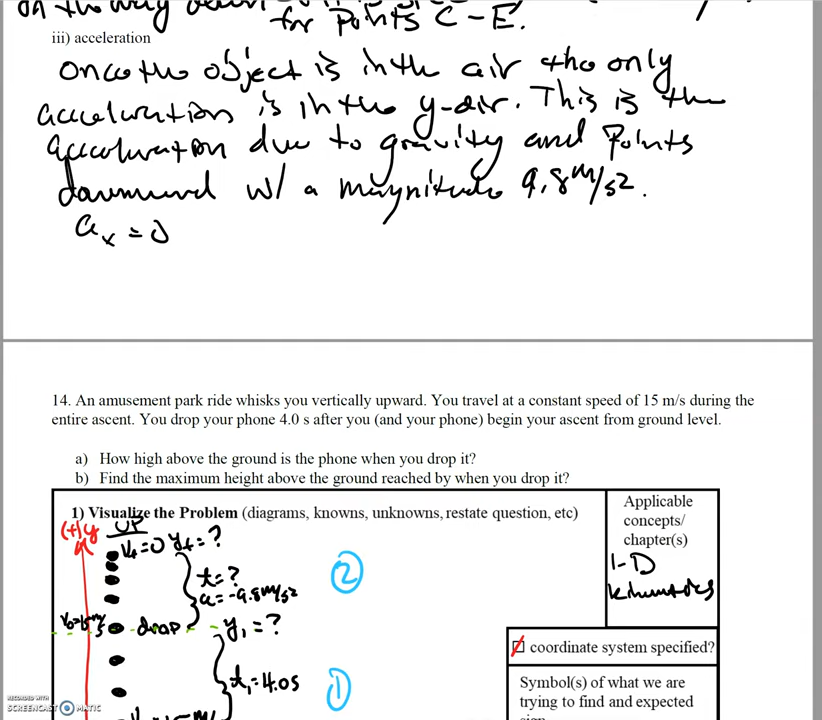 on the way
for Points C - E.
iii) acceleration
Once the object is in the air the only
acceleration is in the y-dir. This is the
acceleration due to gravity and points
downward w/ a magnitude 9.8 m/s2.
ax = 0
14. An amusement park ride whisks you vertically upward. You travel at a constant speed of 15 m/s during the
entire ascent. You drop your phone 4.0 s after you (and your phone) begin your ascent from ground level.
a) How high above the ground is the phone when you drop it?
b) Find the maximum height above the ground reached by when you drop it?
1) Visualize the Problem (diagrams, knowns, unknowns, restate question, etc)
Applicable
concepts/
chapter(s)
1-D
kinematics
(+)y UP
vf=0 yf=?
t=?
a=-9.8m/s2
②
v0=15m/s drop y1=?
t1=4.0s
①
coordinate system specified?
Symbol(s) of what we are
trying to find and expected
RECORDED WITH
SCREENCAST MATIC